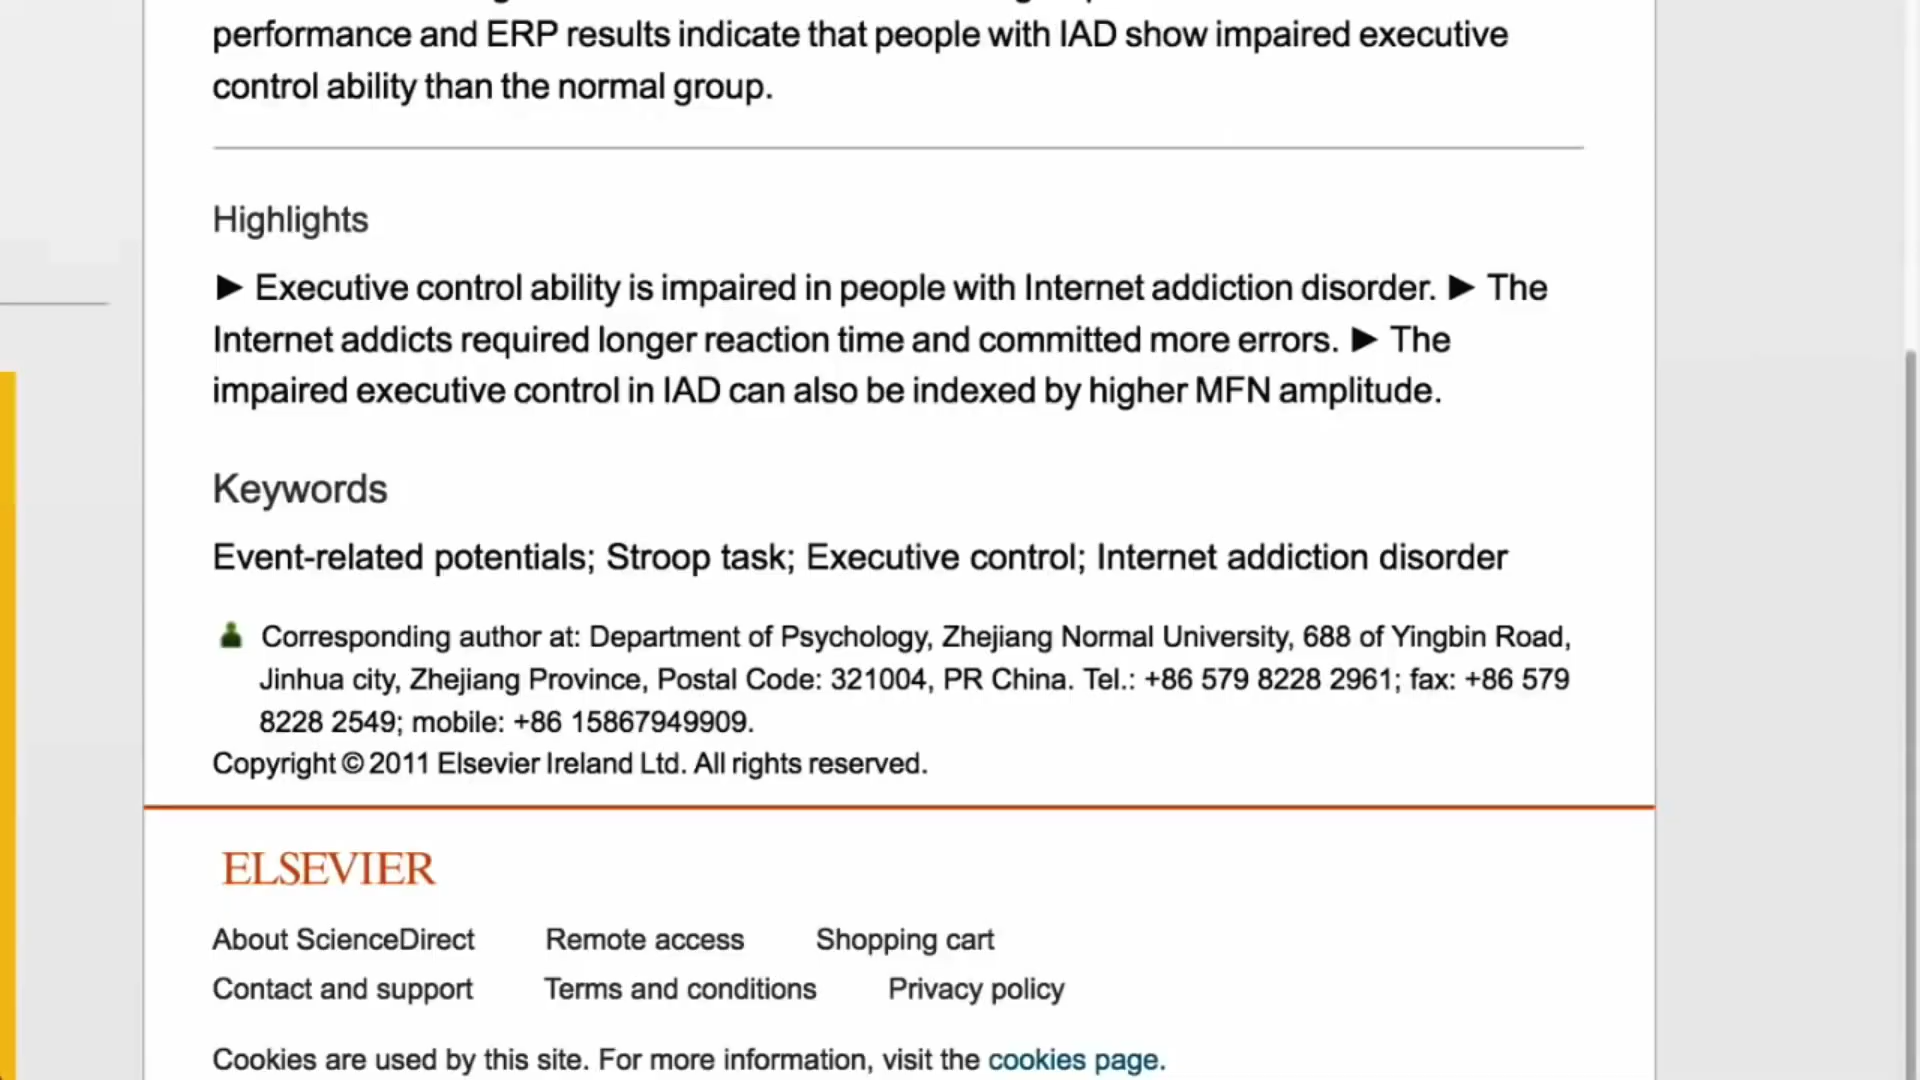 performance and ERP results indicate that people with IAD show impaired executive
control ability than the normal group.
Highlights
► Executive control ability is impaired in people with Internet addiction disorder. ► The
Internet addicts required longer reaction time and committed more errors. ► The
impaired executive control in IAD can also be indexed by higher MFN amplitude.
Keywords
Event-related potentials; Stroop task; Executive control; Internet addiction disorder
Corresponding author at: Department of Psychology, Zhejiang Normal University, 688 of Yingbin Road,
Jinhua city, Zhejiang Province, Postal Code: 321004, PR China. Tel.: +86 579 8228 2961; fax: +86 579
8228 2549; mobile: +86 15867949909.
Copyright © 2011 Elsevier Ireland Ltd. All rights reserved.
ELSEVIER
About ScienceDirect Remote access Shopping cart
Contact and support Terms and conditions Privacy policy
Cookies are used by this site. For more information, visit the cookies page.